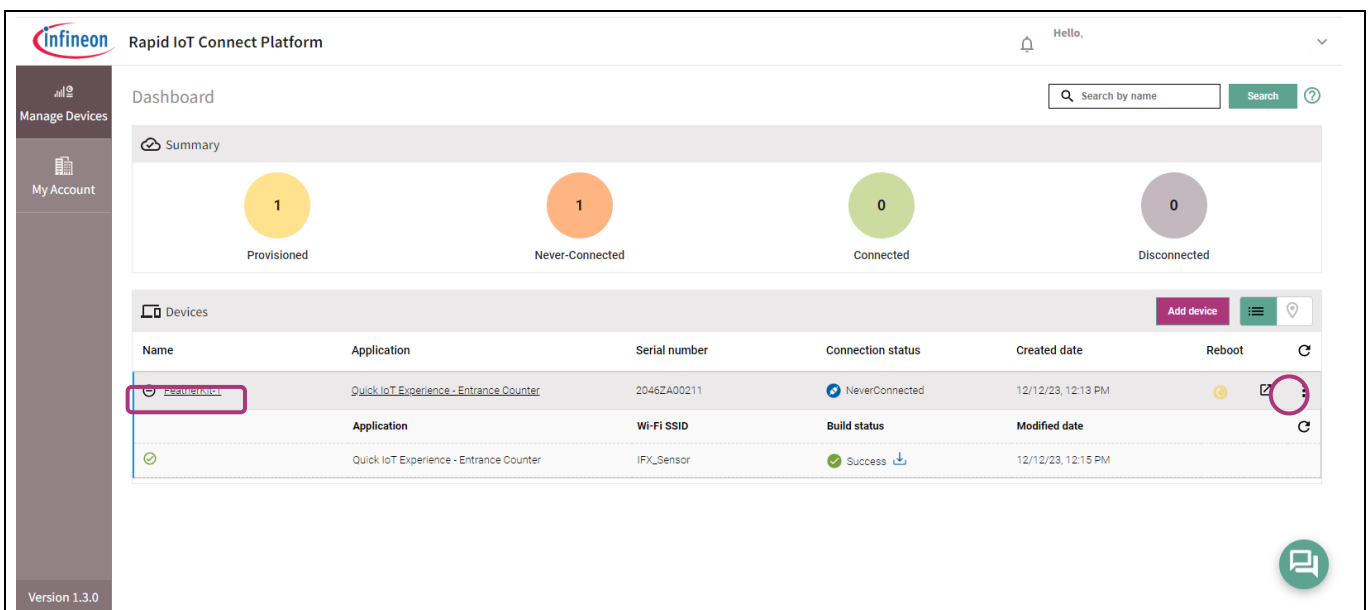 infineon Rapid IoT Connect Platform Hello,
Manage Devices
My Account
Version 1.3.0
Dashboard Search by name Search
Summary
1 1 0 0
Provisioned Never-Connected Connected Disconnected
Devices Add device
Name Application Serial number Connection status Created date Reboot
FeatherKit-1 Quick IoT Experience - Entrance Counter 2046ZA00211 NeverConnected 12/12/23, 12:13 PM
Application Wi-Fi SSID Build status Modified date
Quick IoT Experience - Entrance Counter IFX_Sensor Success 12/12/23, 12:15 PM